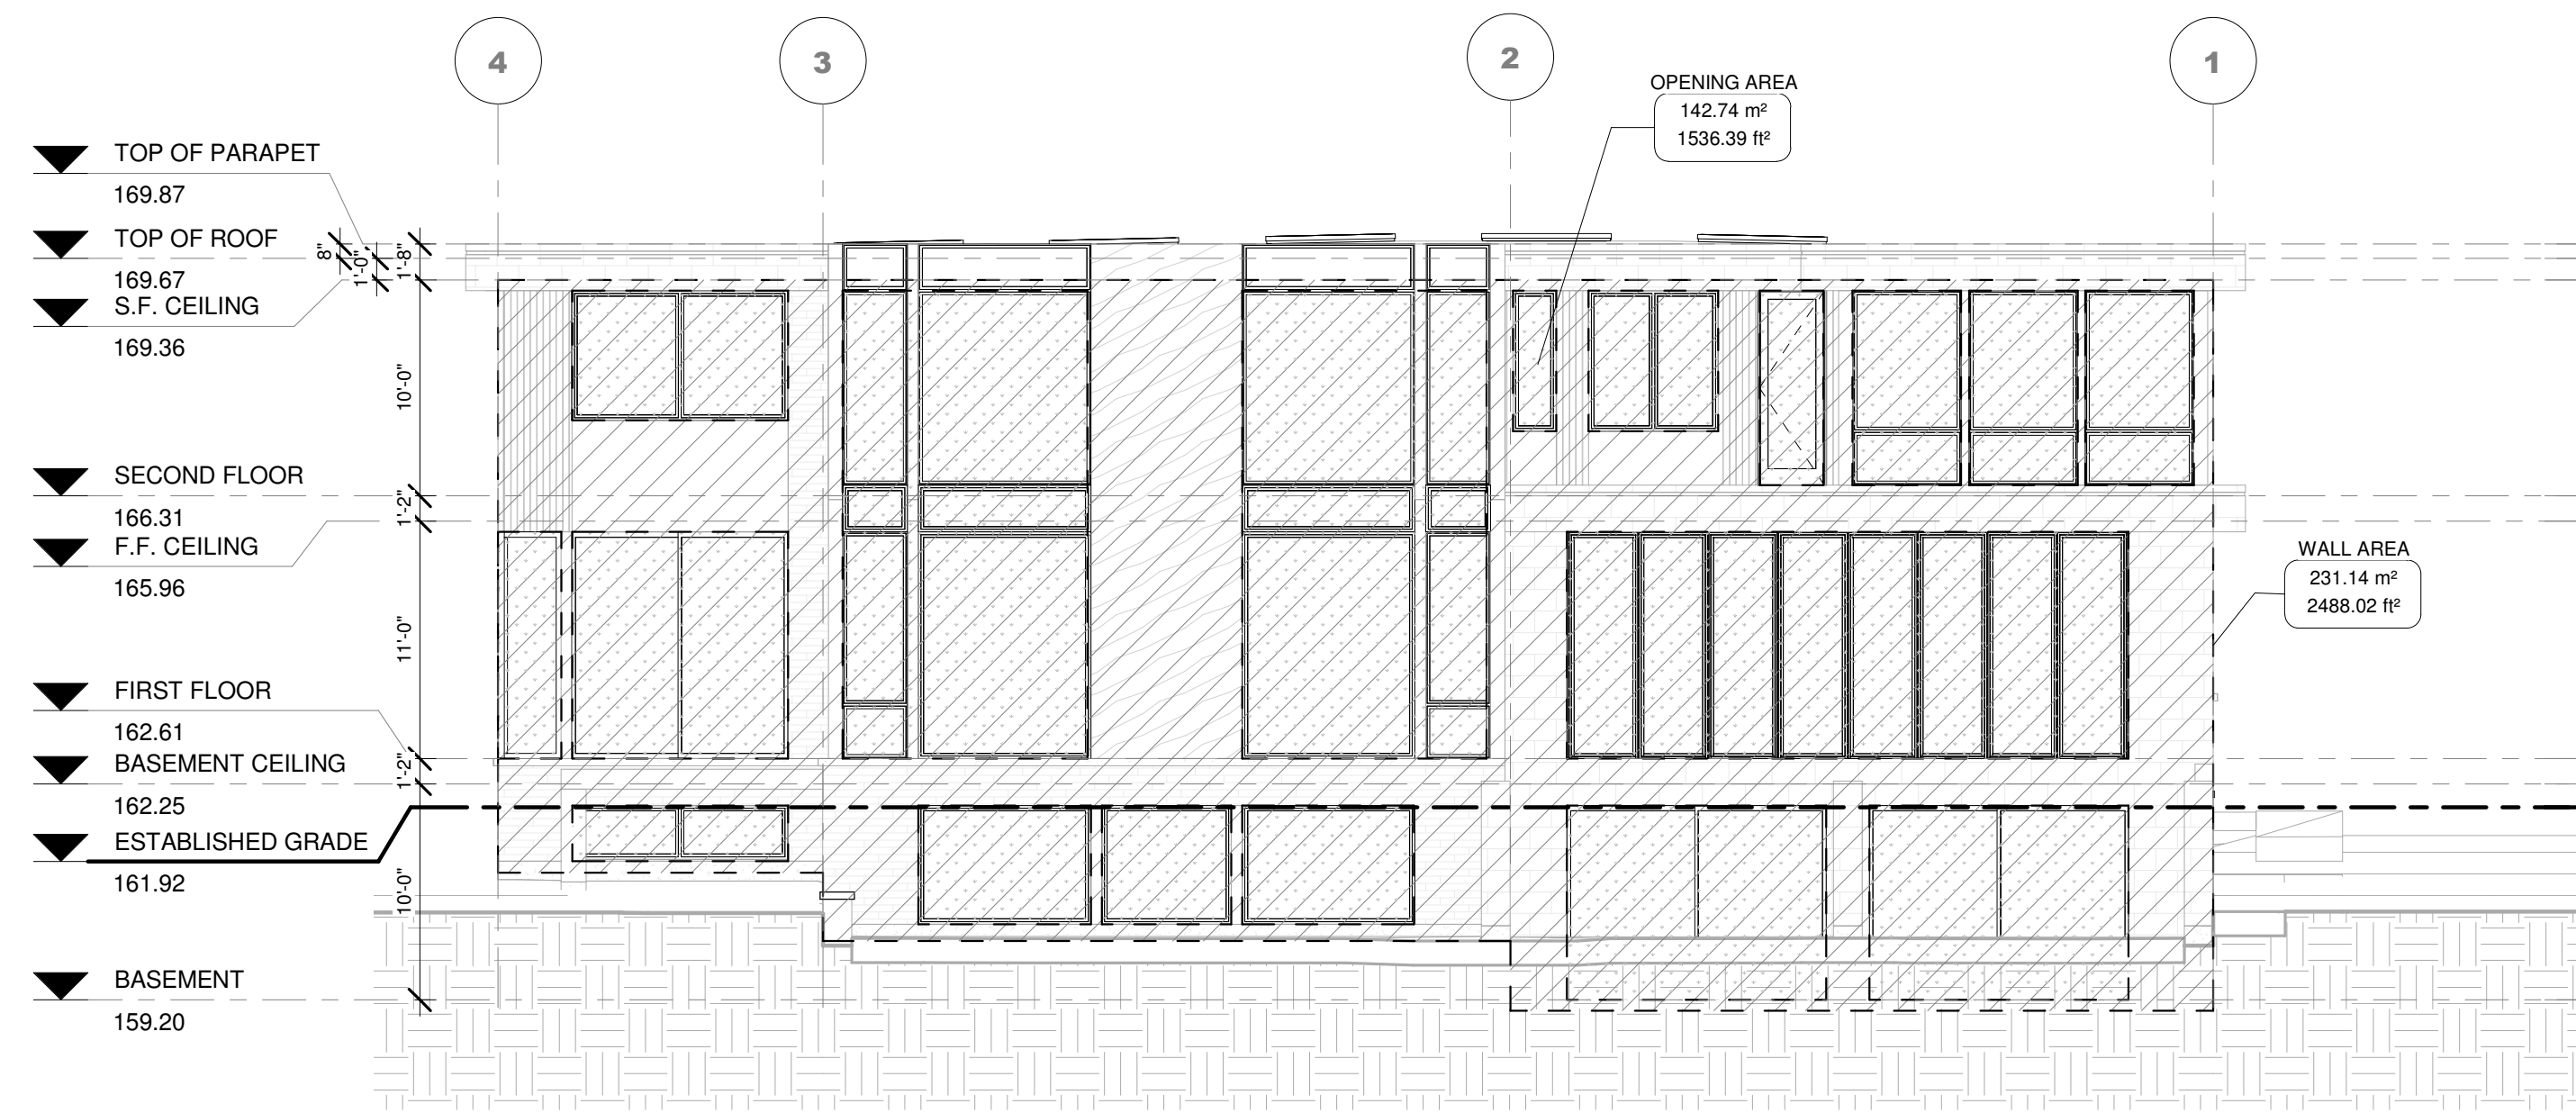 4
3
2
1
OPENING AREA
142.74 m²
1536.39 ft²
TOP OF PARAPET
169.87
TOP OF ROOF
169.67
S.F. CEILING
169.36
8"
1'-0"
1'-8"
10'-0"
SECOND FLOOR
166.31
1'-2"
F.F. CEILING
165.96
WALL AREA
231.14 m²
2488.02 ft²
11'-0"
FIRST FLOOR
162.61
BASEMENT CEILING
162.25
1'-2"
ESTABLISHED GRADE
161.92
10'-0"
BASEMENT
159.20